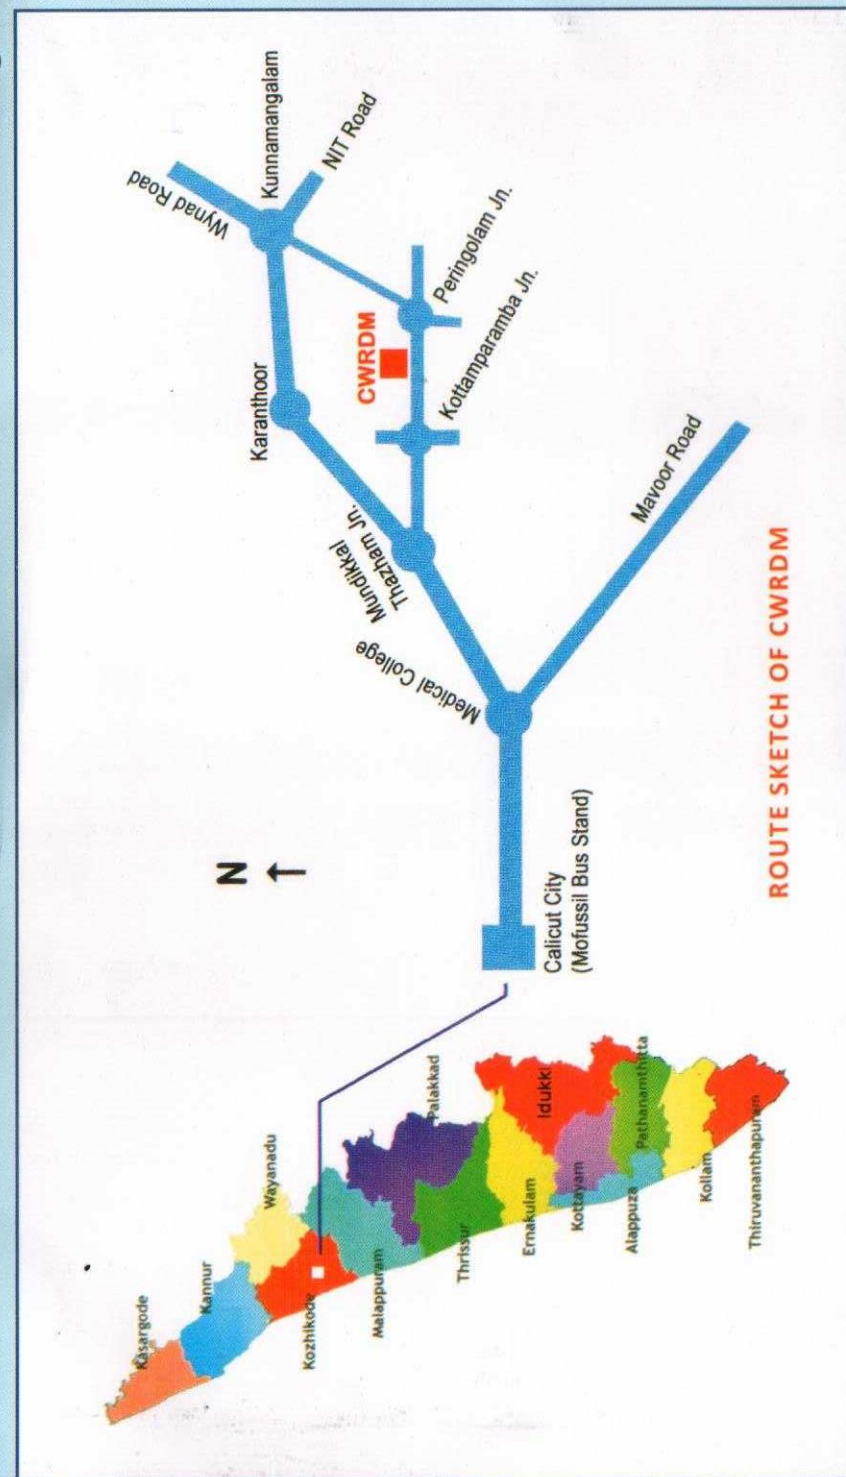 Kasargode
Kannur
Wayanadu
Kozhikode
Malappuram
Palakkad
Thrissur
Ernakulam
Idukki
Kottayam
Alappuza
Pathanamthitta
Kollam
Thiruvananthapuram
N
Calicut City
(Mofussil Bus Stand)
Medical College
Mundikkal
Thazham Jn.
Karanthoor
Wynad Road
Kunnamangalam
NIT Road
CWRDM
Peringolam Jn.
Kottamparamba Jn.
Mavoor Road
ROUTE SKETCH OF CWRDM